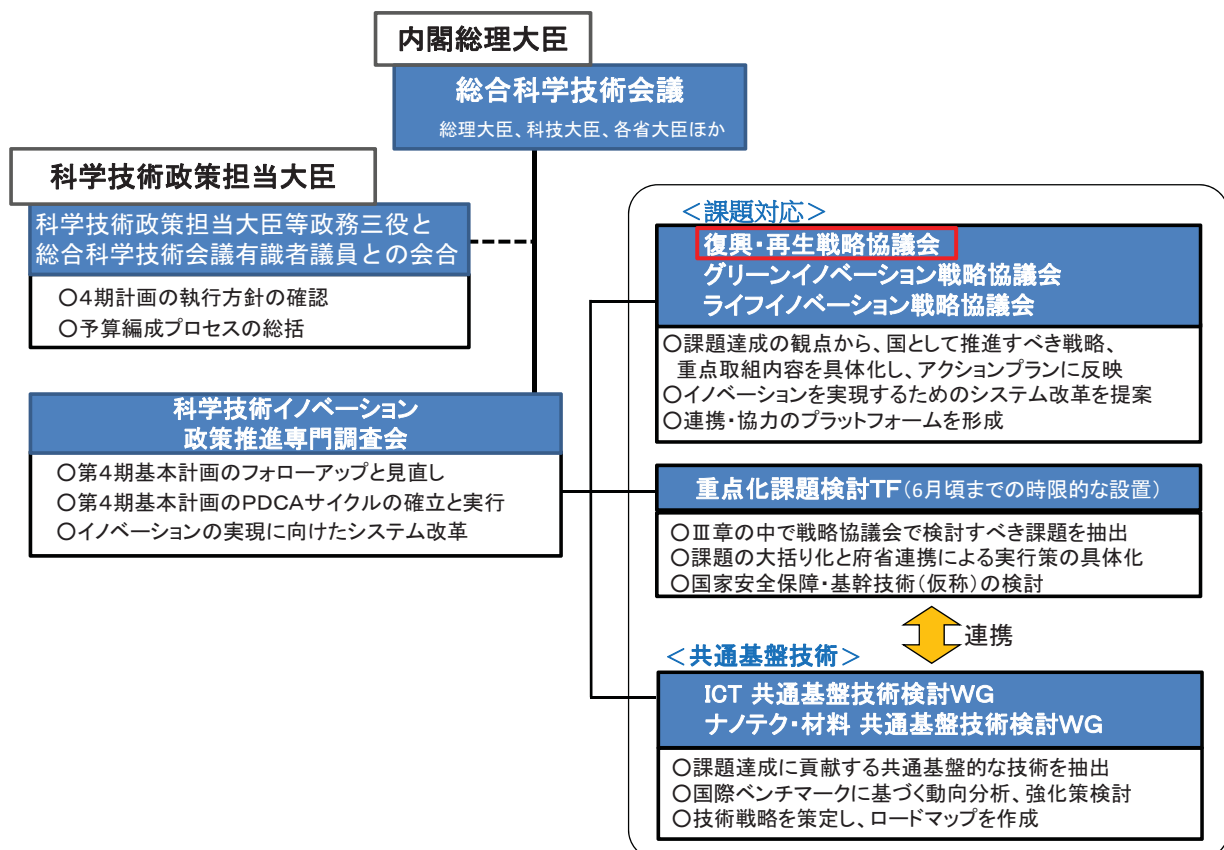 内閣総理大臣
総合科学技術会議
総理大臣、科技大臣、各省大臣ほか
科学技術政策担当大臣
科学技術政策担当大臣等政務三役と
総合科学技術会議有識者議員との会合
○4期計画の執行方針の確認
○予算編成プロセスの総括
科学技術イノベーション
政策推進専門調査会
○第4期基本計画のフォローアップと見直し
○第4期基本計画のPDCAサイクルの確立と実行
○イノベーションの実現に向けたシステム改革
＜課題対応＞
復興・再生戦略協議会
グリーンイノベーション戦略協議会
ライフイノベーション戦略協議会
○課題達成の観点から、国として推進すべき戦略、
重点取組内容を具体化し、アクションプランに反映
○イノベーションを実現するためのシステム改革を提案
○連携・協力のプラットフォームを形成
重点化課題検討TF（6月頃までの時限的な設置）
○Ⅲ章の中で戦略協議会で検討すべき課題を抽出
○課題の大括り化と府省連携による実行策の具体化
○国家安全保障・基幹技術（仮称）の検討
連携
＜共通基盤技術＞
ICT 共通基盤技術検討WG
ナノテク・材料 共通基盤技術検討WG
○課題達成に貢献する共通基盤的な技術を抽出
○国際ベンチマークに基づく動向分析、強化策検討
○技術戦略を策定し、ロードマップを作成